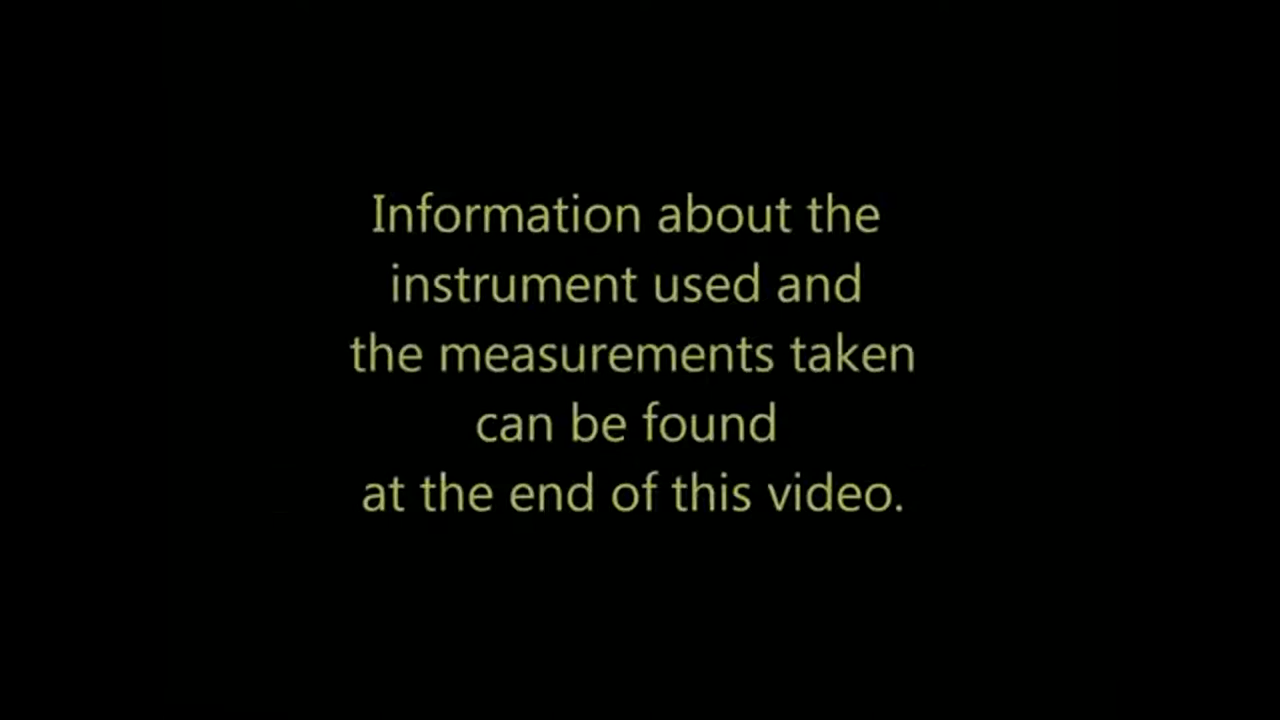 Information about the
instrument used and
the measurements taken
can be found
at the end of this video.